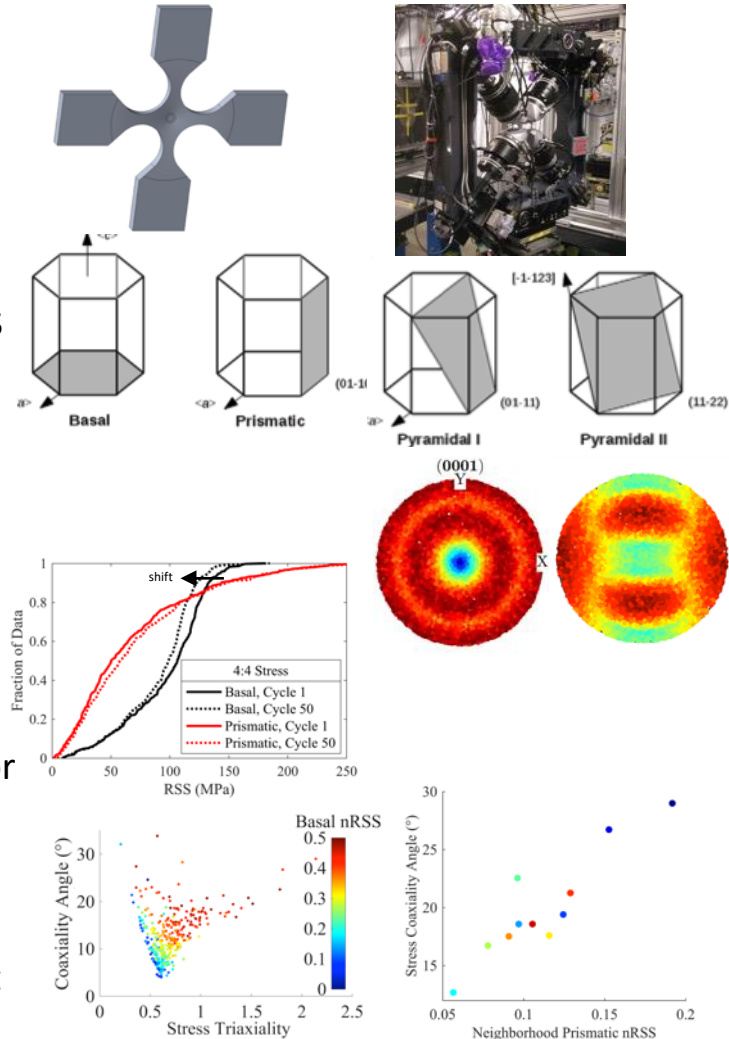 [-1-123]
(01-11)
(11-22)
<a>
Basal
Prismatic
Pyramidal I
Pyramidal II
(0001)
Y
X
shift
Fraction of Data
1
0.8
0.6
0.4
0.2
0
4:4 Stress
Basal, Cycle 1
Basal, Cycle 50
Prismatic, Cycle 1
Prismatic, Cycle 50
0 50 100 150 200 250
RSS (MPa)
Coaxiality Angle (°)
30
20
10
0
0 0.5 1 1.5 2 2.5
Stress Triaxiality
Basal nRSS
0.5
0.4
0.3
0.2
0.1
0
Stress Coaxiality Angle (°)
30
25
20
15
0.05 0.1 0.15 0.2
Neighborhood Prismatic nRSS